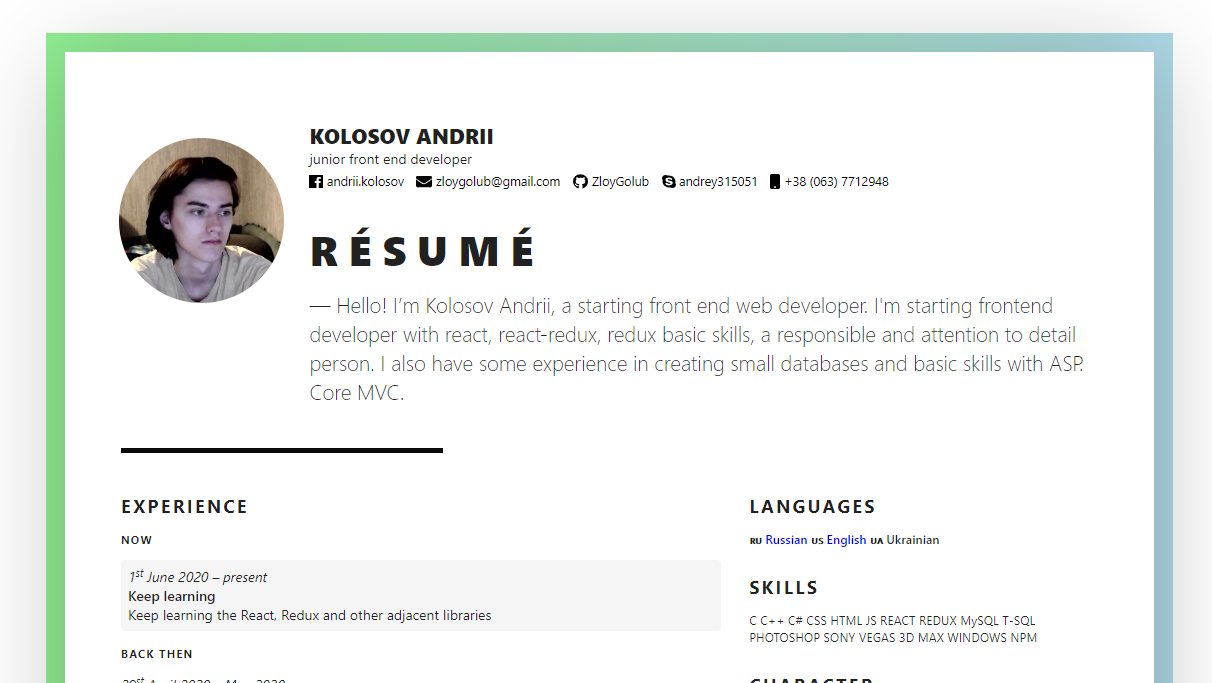 KOLOSOV ANDRII
junior front end developer
andrii.kolosov zloygolub@gmail.com ZloyGolub andrey315051 +38 (063) 7712948
RÉSUMÉ
— Hello! I’m Kolosov Andrii, a starting front end web developer. I'm starting frontend
developer with react, react-redux, redux basic skills, a responsible and attention to detail
person. I also have some experience in creating small databases and basic skills with ASP.
Core MVC.
EXPERIENCE
NOW
1st June 2020 – present
Keep learning
Keep learning the React, Redux and other adjacent libraries
BACK THEN
LANGUAGES
RU Russian US English UA Ukrainian
SKILLS
C C++ C# CSS HTML JS REACT REDUX MySQL T-SQL
PHOTOSHOP SONY VEGAS 3D MAX WINDOWS NPM
CHARACTER